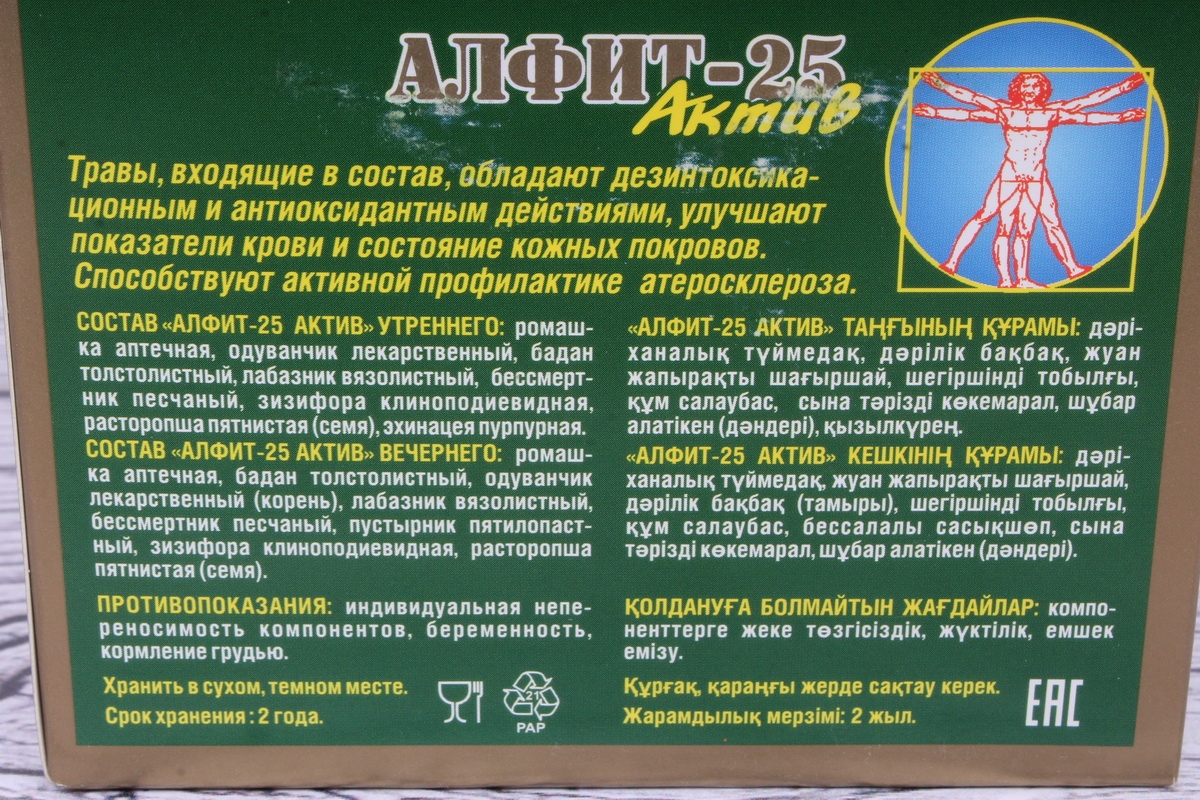 АЛФИТ-25
Актив
Травы, входящие в состав, обладают дезинтоксика-
ционным и антиоксидантным действиями, улучшают
показатели крови и состояние кожных покровов.
Способствуют активной профилактике атеросклероза.
СОСТАВ «АЛФИТ-25 АКТИВ» УТРЕННЕГО: ромаш-
ка аптечная, одуванчик лекарственный, бадан
толстолистный, лабазник вязолистный, бессмерт-
ник песчаный, зизифора клиноподиевидная,
расторопша пятнистая (семя), эхинацея пурпурная.
СОСТАВ «АЛФИТ-25 АКТИВ» ВЕЧЕРНЕГО: ромаш-
ка аптечная, бадан толстолистный, одуванчик
лекарственный (корень), лабазник вязолистный,
бессмертник песчаный, пустырник пятилопаст-
ный, зизифора клиноподиевидная, расторопша
пятнистая (семя).
ПРОТИВОПОКАЗАНИЯ: индивидуальная непе-
реносимость компонентов, беременность,
кормление грудью.
Хранить в сухом, темном месте.
Срок хранения: 2 года.
21
PAP
«АЛФИТ-25 АКТИВ» ТАҢҒЫНЫҢ ҚҰРАМЫ: дәрі-
ханалық түймедақ, дәрілік бақбақ, жуан
жапырақты шағыршай, шегіршінді тобылғы,
құм салаубас, сына тәрізді көкемарал, шұбар
алатікен (дәндері), қызылкүрең.
«АЛФИТ-25 АКТИВ» КЕШКІНІҢ ҚҰРАМЫ: дәрі-
ханалық түймедақ, жуан жапырақты шағыршай,
дәрілік бақбақ (тамыры), шегіршінді тобылғы,
құм салаубас, бессалалы сасықшөп, сына
тәрізді көкемарал, шұбар алатікен (дәндері).
ҚОЛДАНУҒА БОЛМАЙТЫН ЖАҒДАЙЛАР: компо-
ненттерге жеке төзгісіздік, жүктілік, емшек
емізу.
Құрғақ, қараңғы жерде сақтау керек.
Жарамдылық мерзімі: 2 жыл.
EAC